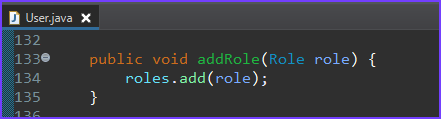 User.java
132
133 public void addRole(Role role) {
134 roles.add(role);
135 }
136